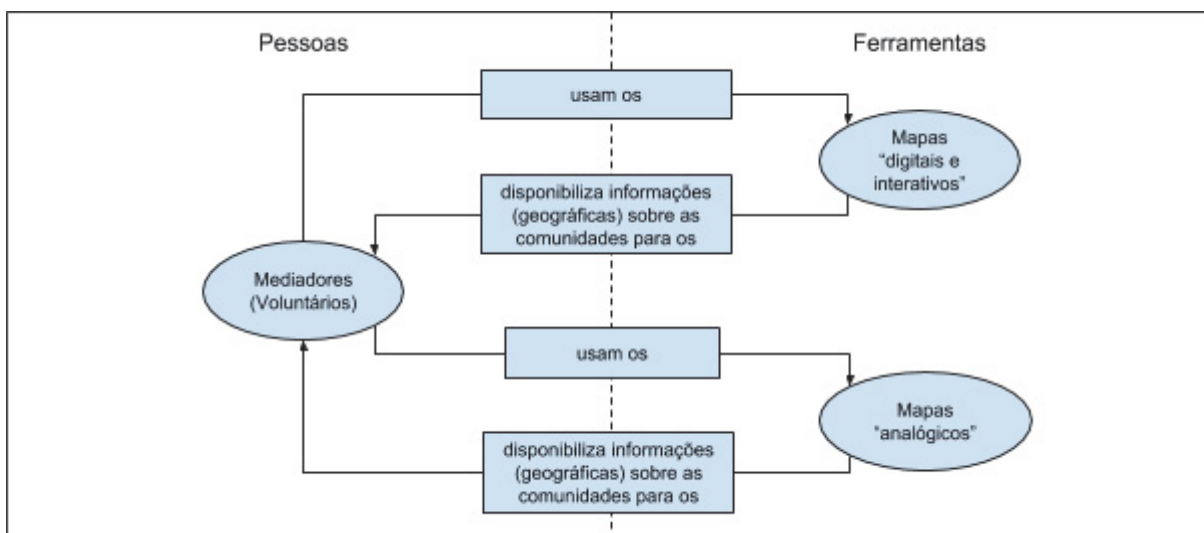 Pessoas
Ferramentas
usam os
Mapas
“digitais e
interativos”
disponibiliza informações
(geográficas) sobre as
comunidades para os
Mediadores
(Voluntários)
usam os
Mapas
“analógicos”
disponibiliza informações
(geográficas) sobre as
comunidades para os